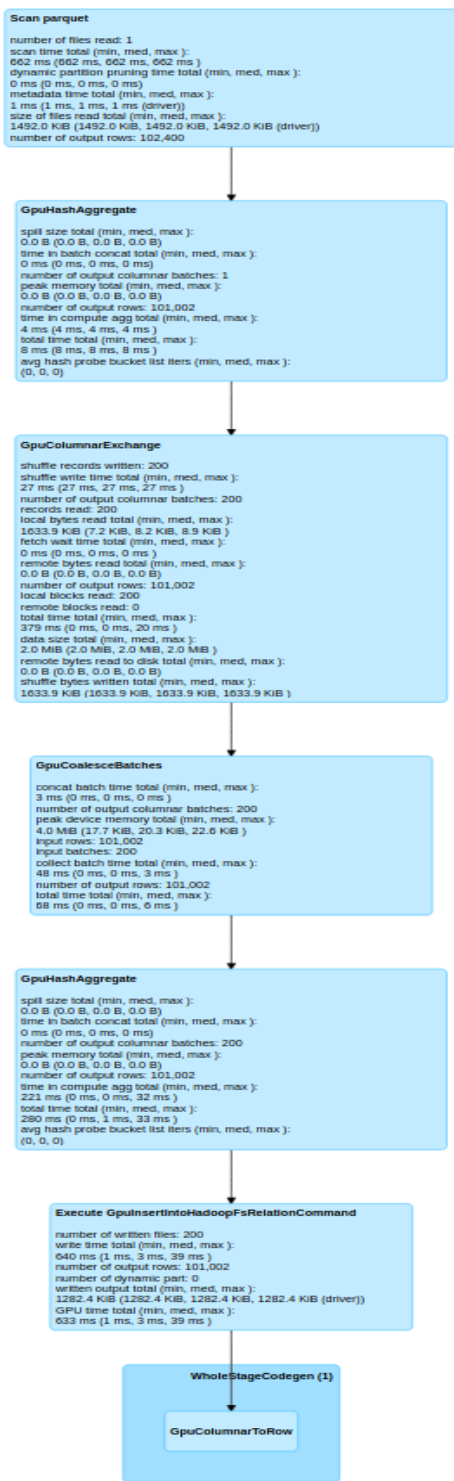 Scan parquet
number of files read: 1
scan time total (min, med, max ):
662 ms (662 ms, 662 ms, 662 ms )
dynamic partition pruning time total (min, med, max ):
0 ms (0 ms, 0 ms, 0 ms)
metadata time total (min, med, max ):
1 ms (1 ms, 1 ms, 1 ms (driver))
size of files read total (min, med, max ):
1492.0 KiB (1492.0 KiB, 1492.0 KiB, 1492.0 KiB (driver))
number of output rows: 102,400
GpuHashAggregate
spill size total (min, med, max ):
0.0 B (0.0 B, 0.0 B, 0.0 B)
time in batch concat total (min, med, max ):
0 ms (0 ms, 0 ms, 0 ms)
number of output columnar batches: 1
peak memory total (min, med, max ):
0.0 B (0.0 B, 0.0 B, 0.0 B)
number of output rows: 101,002
time in compute agg total (min, med, max ):
4 ms (4 ms, 4 ms, 4 ms )
total time total (min, med, max ):
8 ms (8 ms, 8 ms, 8 ms )
avg hash probe bucket list iters (min, med, max ):
(0, 0, 0)
GpuColumnarExchange
shuffle records written: 200
shuffle write time total (min, med, max ):
27 ms (27 ms, 27 ms, 27 ms )
number of output columnar batches: 200
records read: 200
local bytes read total (min, med, max ):
1633.9 KiB (7.2 KiB, 8.2 KiB, 8.9 KiB )
fetch wait time total (min, med, max ):
0 ms (0 ms, 0 ms, 0 ms )
remote bytes read total (min, med, max ):
0.0 B (0.0 B, 0.0 B, 0.0 B)
number of output rows: 101,002
local blocks read: 200
remote blocks read: 0
total time total (min, med, max ):
379 ms (0 ms, 0 ms, 20 ms )
data size total (min, med, max ):
2.0 MiB (2.0 MiB, 2.0 MiB, 2.0 MiB )
remote bytes read to disk total (min, med, max ):
0.0 B (0.0 B, 0.0 B, 0.0 B)
shuffle bytes written total (min, med, max ):
1633.9 KiB (1633.9 KiB, 1633.9 KiB, 1633.9 KiB )
GpuCoalesceBatches
concat batch time total (min, med, max ):
3 ms (0 ms, 0 ms, 0 ms )
number of output columnar batches: 200
peak device memory total (min, med, max ):
4.0 MiB (17.7 KiB, 20.3 KiB, 22.6 KiB )
input rows: 101,002
input batches: 200
collect batch time total (min, med, max ):
48 ms (0 ms, 0 ms, 3 ms )
number of output rows: 101,002
total time total (min, med, max ):
68 ms (0 ms, 0 ms, 6 ms )
GpuHashAggregate
spill size total (min, med, max ):
0.0 B (0.0 B, 0.0 B, 0.0 B)
time in batch concat total (min, med, max ):
0 ms (0 ms, 0 ms, 0 ms)
number of output columnar batches: 200
peak memory total (min, med, max ):
0.0 B (0.0 B, 0.0 B, 0.0 B)
number of output rows: 101,002
time in compute agg total (min, med, max ):
221 ms (0 ms, 0 ms, 32 ms )
total time total (min, med, max ):
280 ms (0 ms, 1 ms, 33 ms )
avg hash probe bucket list iters (min, med, max ):
(0, 0, 0)
Execute GpuInsertIntoHadoopFsRelationCommand
number of written files: 200
write time total (min, med, max ):
640 ms (1 ms, 3 ms, 39 ms )
number of output rows: 101,002
number of dynamic part: 0
written output total (min, med, max ):
1282.4 KiB (1282.4 KiB, 1282.4 KiB, 1282.4 KiB (driver))
GPU time total (min, med, max ):
633 ms (1 ms, 3 ms, 39 ms )
WholeStageCodegen (1)
GpuColumnarToRow